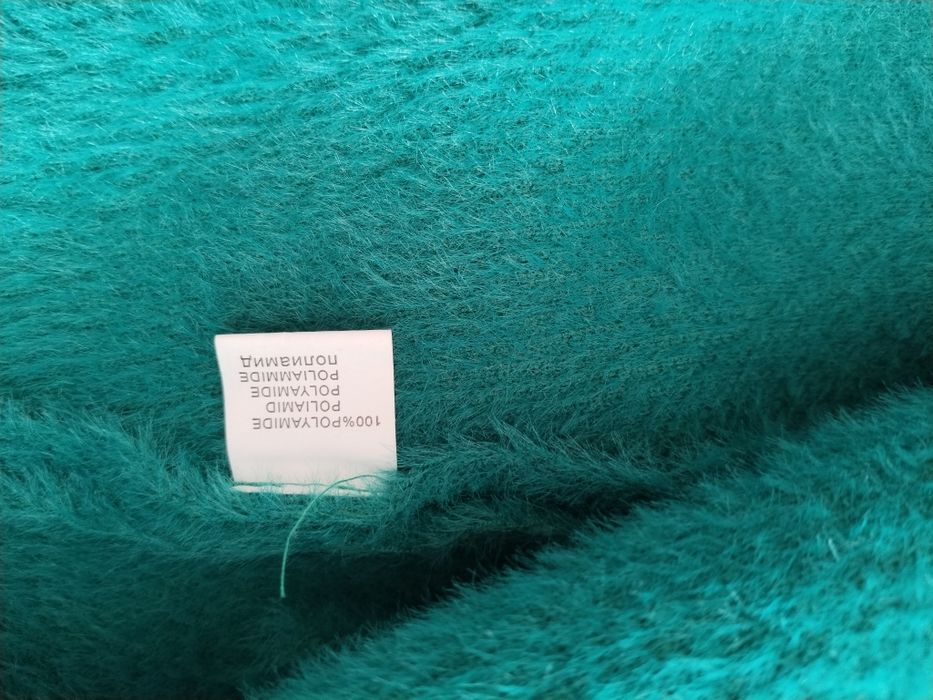 100%POLYAMIDE
POLIAMID
POLYAMIDE
POLIAMMIDE
ПОЛИАМИД